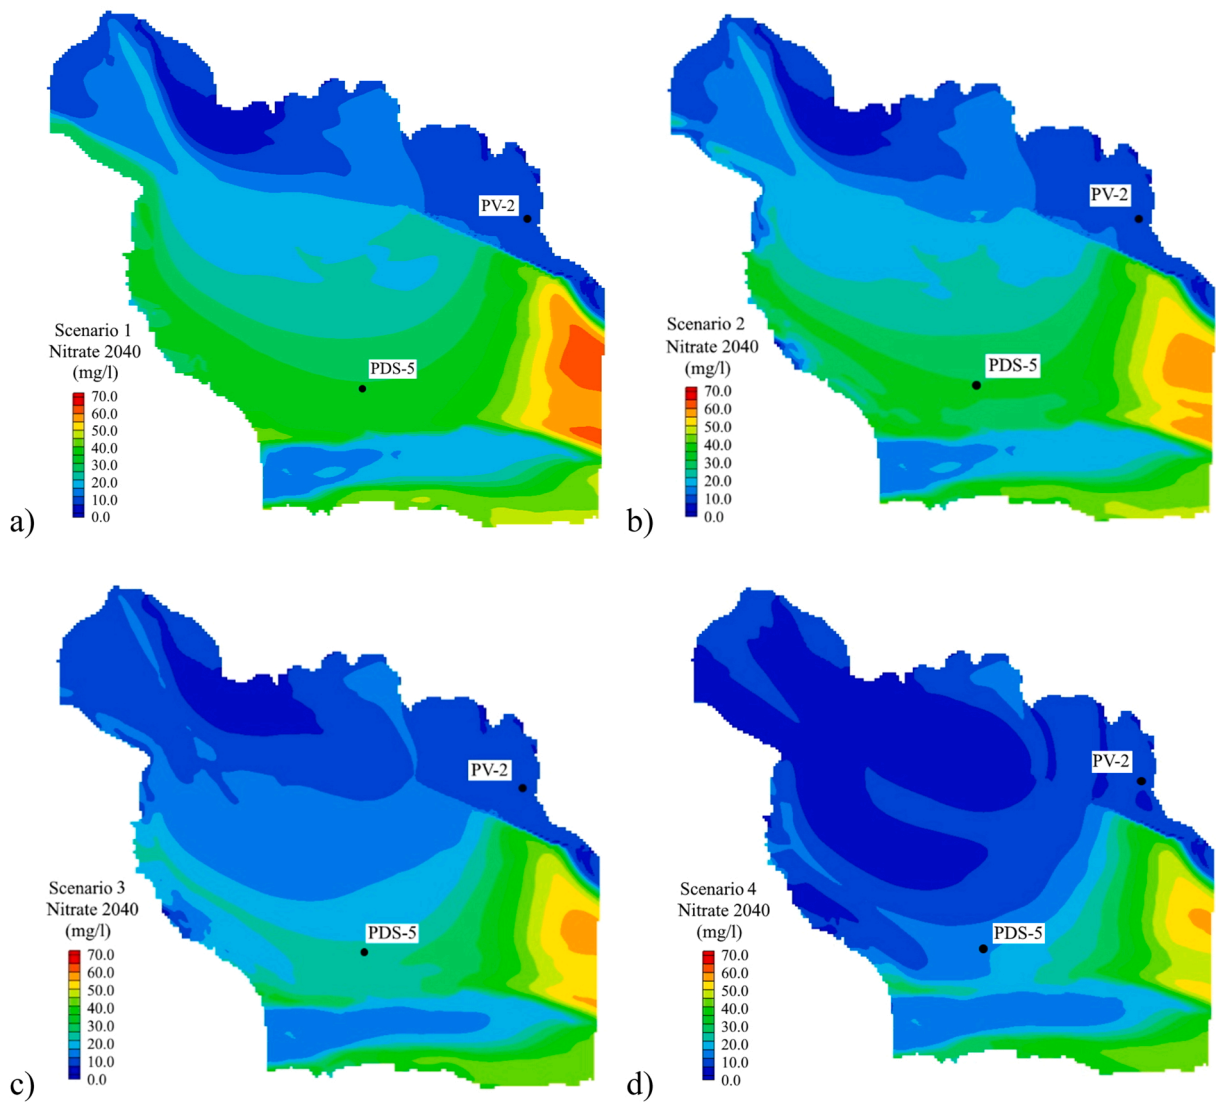 PV-2
PDS-5
Scenario 1
Nitrate 2040
(mg/l)
70.0
60.0
50.0
40.0
30.0
20.0
10.0
0.0
a)
PV-2
PDS-5
Scenario 2
Nitrate 2040
(mg/l)
70.0
60.0
50.0
40.0
30.0
20.0
10.0
0.0
b)
PV-2
PDS-5
Scenario 3
Nitrate 2040
(mg/l)
70.0
60.0
50.0
40.0
30.0
20.0
10.0
0.0
c)
PV-2
PDS-5
Scenario 4
Nitrate 2040
(mg/l)
70.0
60.0
50.0
40.0
30.0
20.0
10.0
0.0
d)